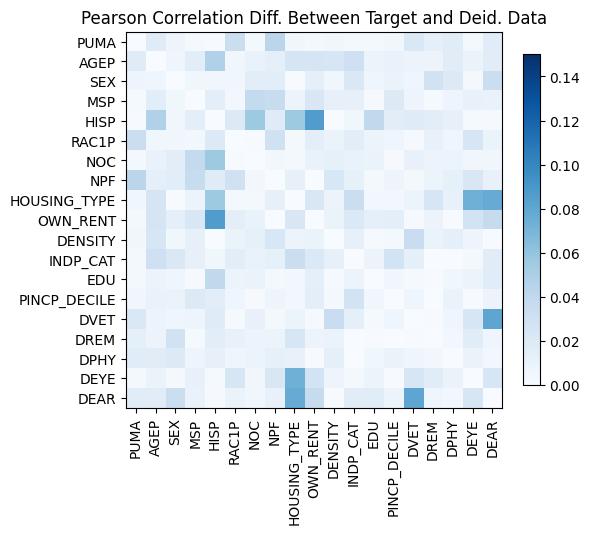 Pearson Correlation Diff. Between Target and Deid. Data
PUMA
AGEP
SEX
MSP
HISP
RAC1P
NOC
NPF
HOUSING_TYPE
OWN_RENT
DENSITY
INDP_CAT
EDU
PINCP_DECILE
DVET
DREM
DPHY
DEYE
DEAR
0.14
0.12
0.10
0.08
0.06
0.04
0.02
0.00
PUMA
AGEP
SEX
MSP
HISP
RAC1P
NOC
NPF
HOUSING_TYPE
OWN_RENT
DENSITY
INDP_CAT
EDU
PINCP_DECILE
DVET
DREM
DPHY
DEYE
DEAR